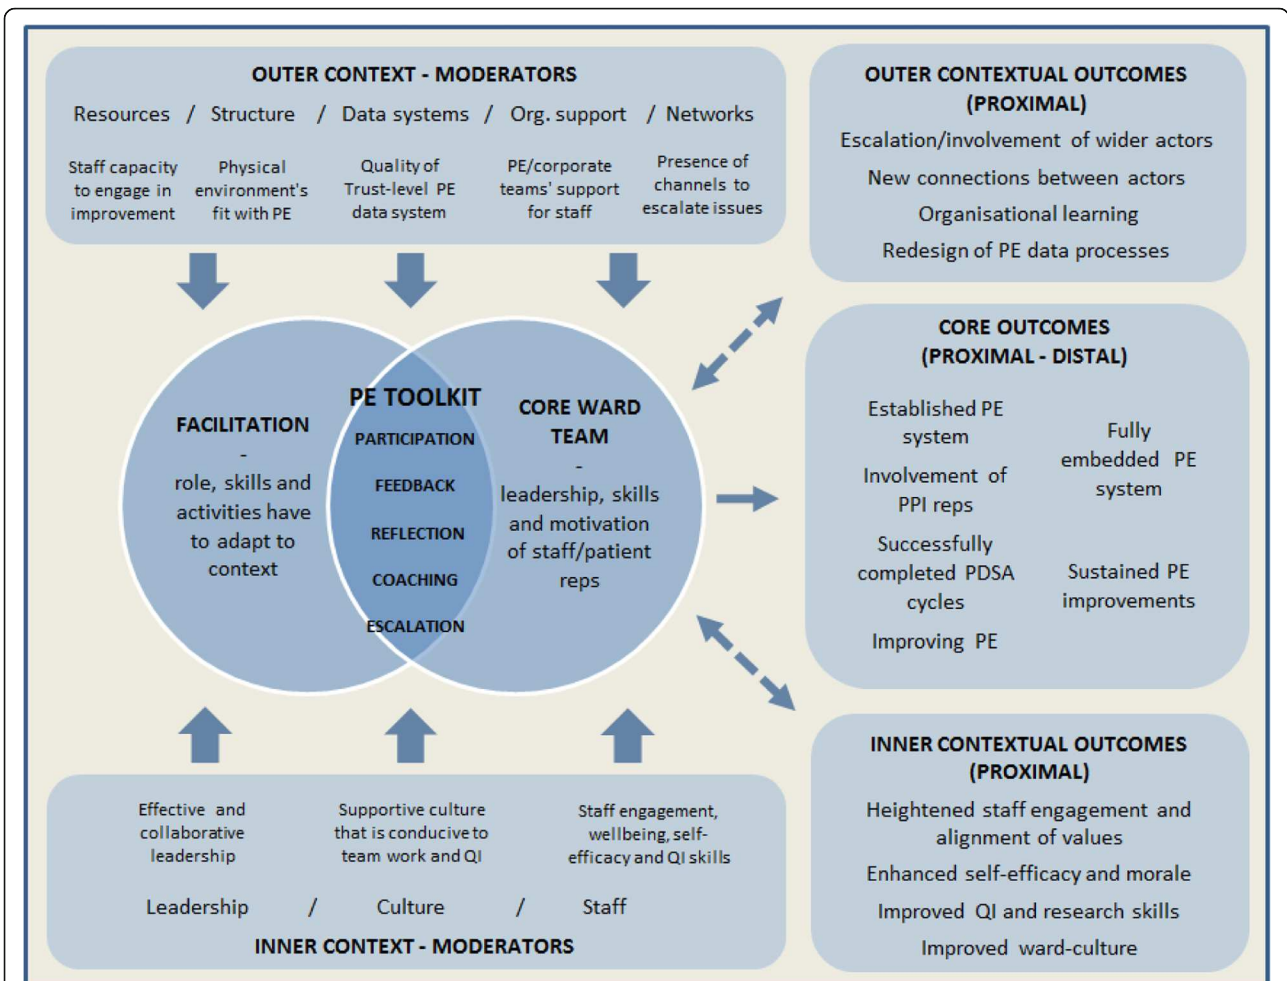 OUTER CONTEXT - MODERATORS
Resources / Structure / Data systems / Org. support / Networks
Staff capacity
to engage in
improvement
Physical
environment's
fit with PE
Quality of
Trust-level PE
data system
PE/corporate
teams' support
for staff
Presence of
channels to
escalate issues
FACILITATION
-
role, skills and
activities have
to adapt to
context
PE TOOLKIT
PARTICIPATION
FEEDBACK
REFLECTION
COACHING
ESCALATION
CORE WARD
TEAM
-
leadership, skills
and motivation
of staff/patient
reps
Effective and
collaborative
leadership
Supportive culture
that is conducive to
team work and QI
Staff engagement,
wellbeing, self-
efficacy and QI skills
Leadership / Culture / Staff
INNER CONTEXT - MODERATORS
OUTER CONTEXTUAL OUTCOMES
(PROXIMAL)
Escalation/involvement of wider actors
New connections between actors
Organisational learning
Redesign of PE data processes
CORE OUTCOMES
(PROXIMAL - DISTAL)
Established PE
system
Involvement of
PPI reps
Successfully
completed PDSA
cycles
Improving PE
Fully
embedded PE
system
Sustained PE
improvements
INNER CONTEXTUAL OUTCOMES
(PROXIMAL)
Heightened staff engagement and
alignment of values
Enhanced self-efficacy and morale
Improved QI and research skills
Improved ward-culture